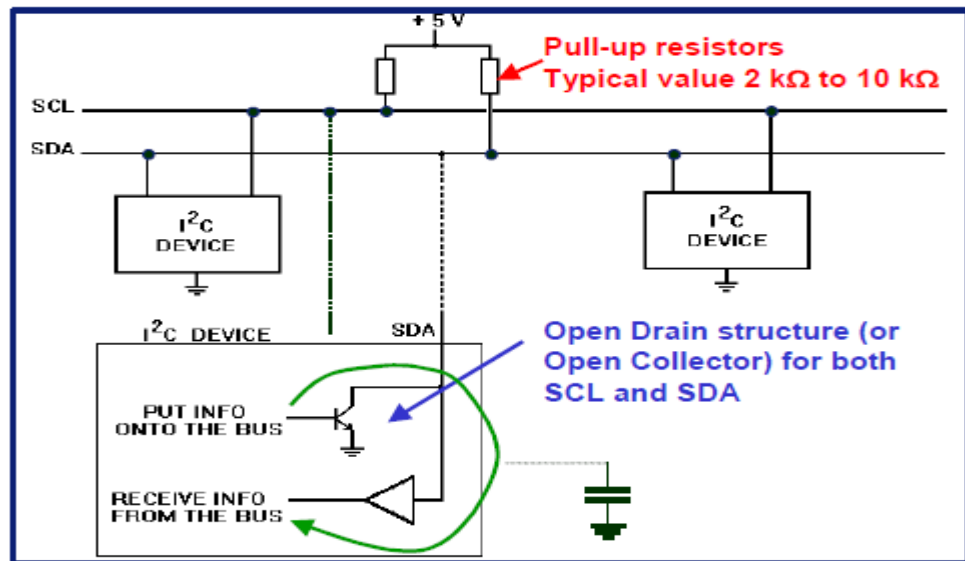 + 5 V
Pull-up resistors
Typical value 2 kΩ to 10 kΩ
SCL
SDA
I²C
DEVICE
I²C
DEVICE
I²C DEVICE
SDA
Open Drain structure (or
Open Collector) for both
SCL and SDA
PUT INFO
ONTO THE BUS
RECEIVE INFO
FROM THE BUS